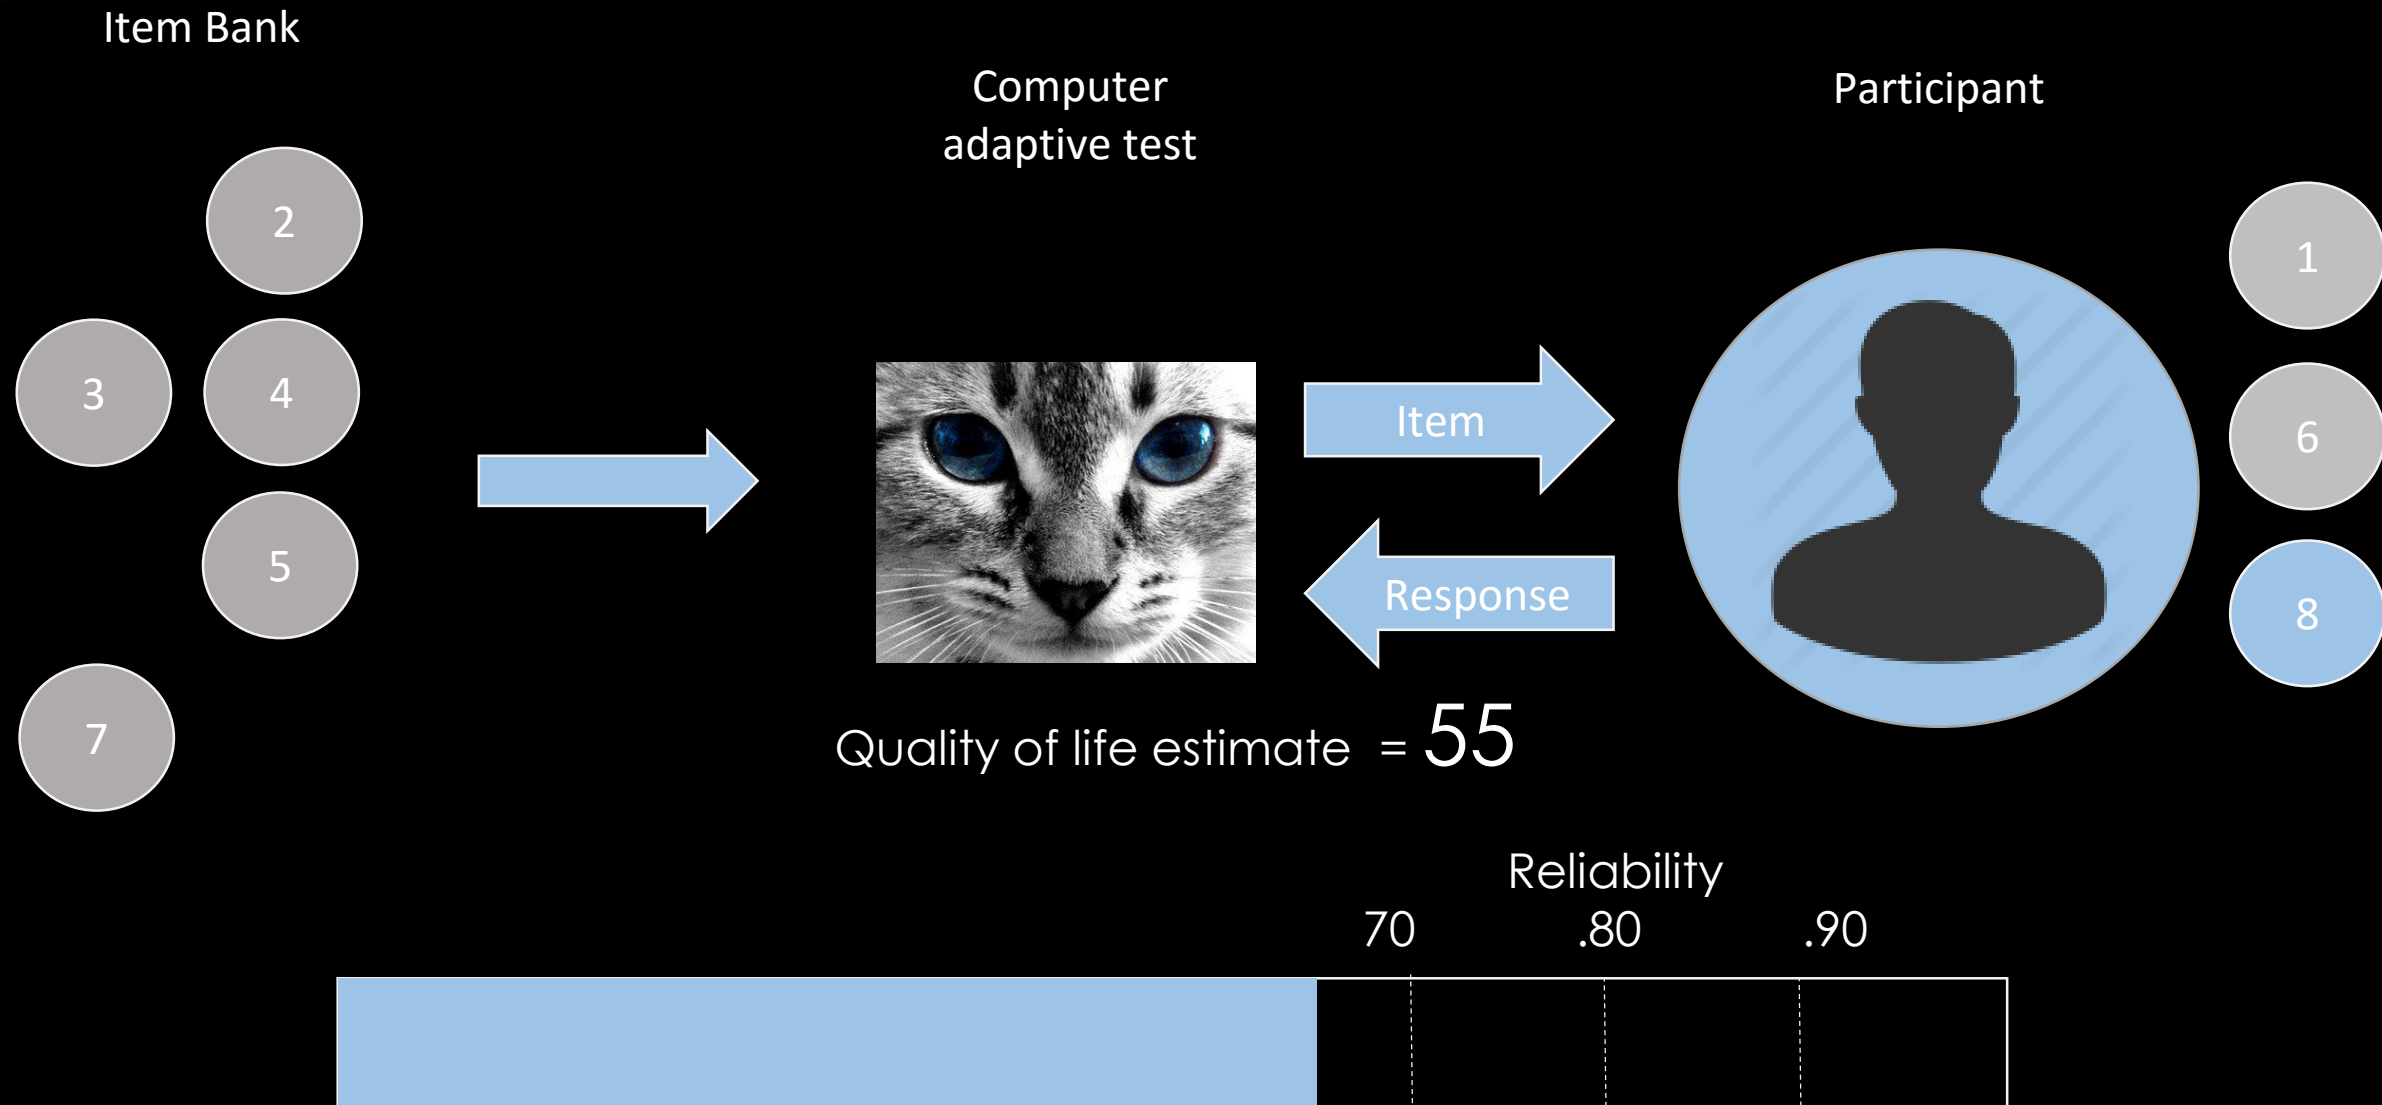 Item Bank
Computer
adaptive test
Participant
2
1
3
4
6
Item
5
Response
8
7
Quality of life estimate = 55
Reliability
70 .80 .90